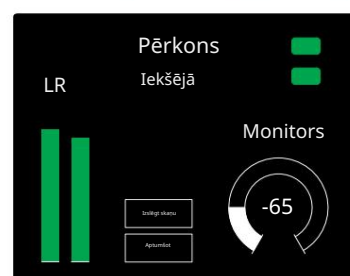 Pērkons
Iekšējā
LR
Monitors
-65
Izslēgt skaņu
Aptumšot